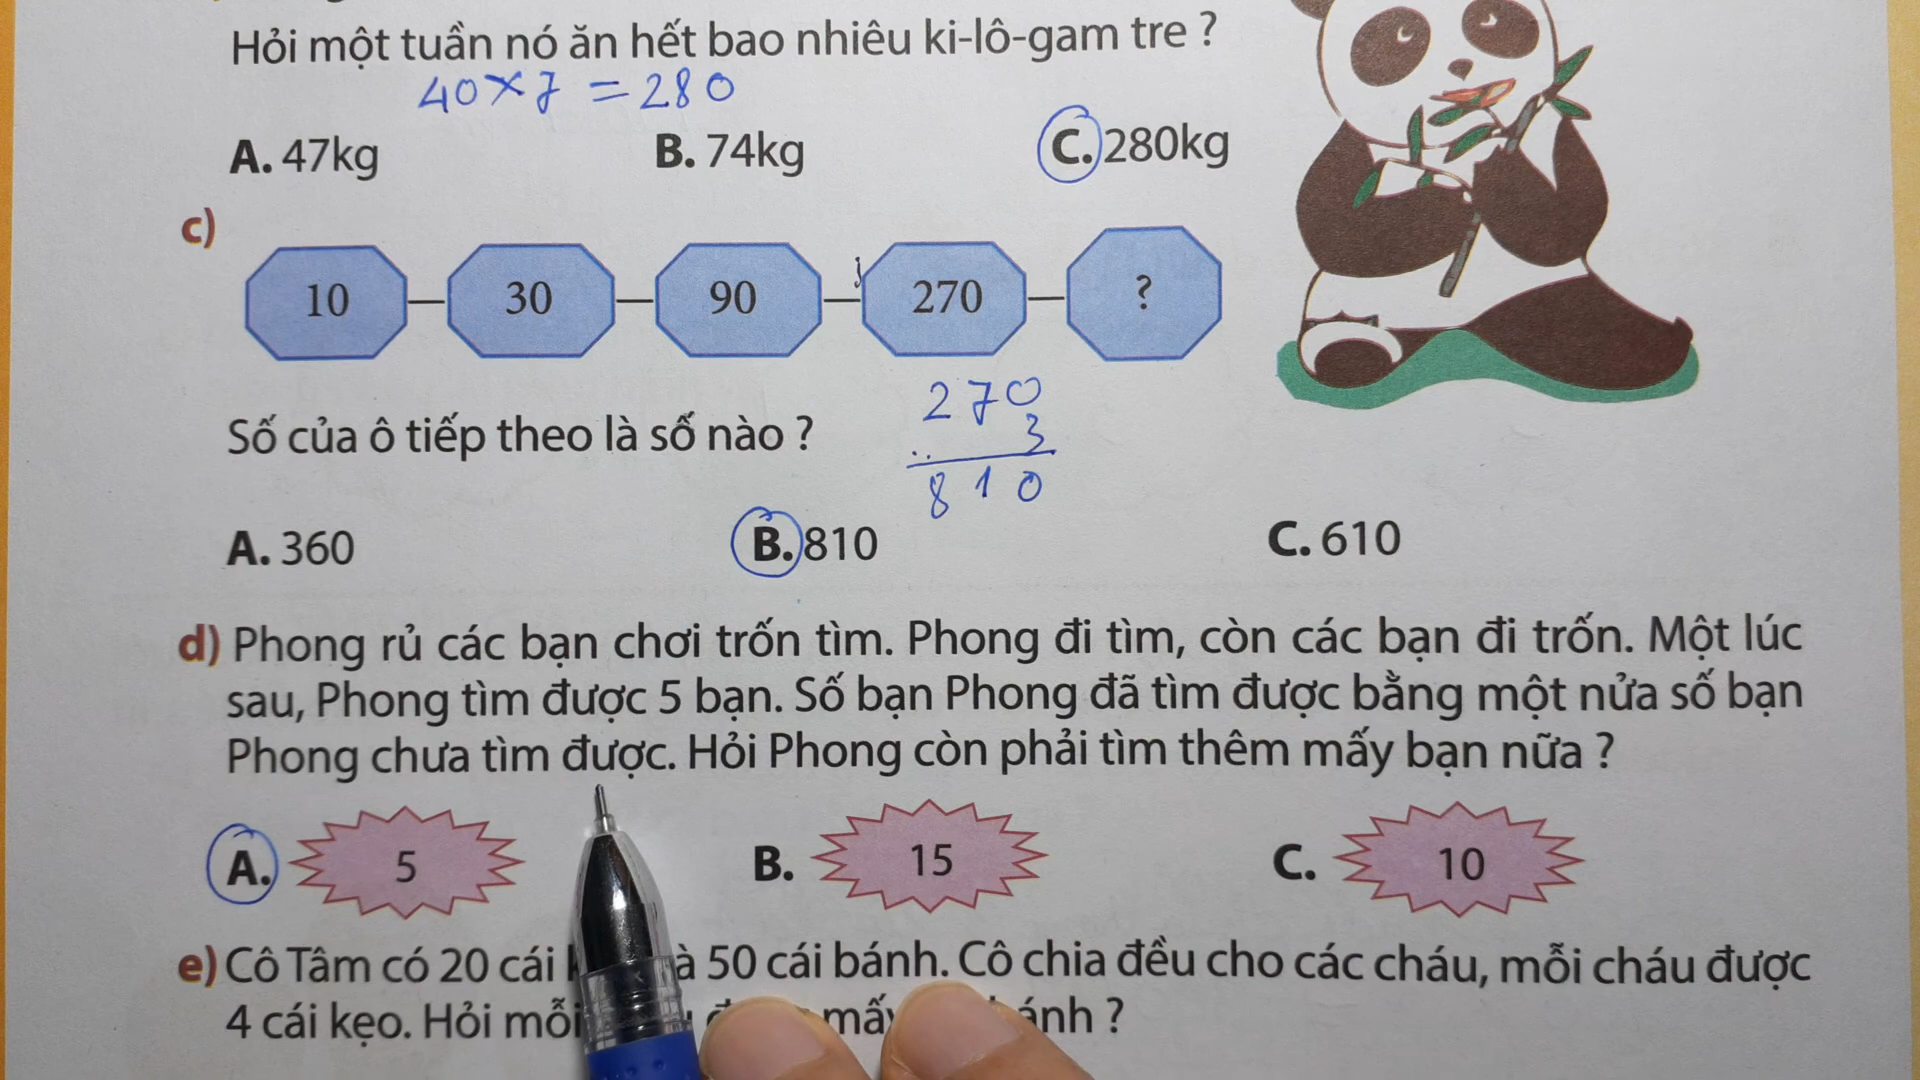 Hỏi một tuần nó ăn hết bao nhiêu ki-lô-gam tre ?
40 × 7 = 280
A. 47kg B. 74kg C. 280kg
c)
10 30 90 270 ?
270
3
810
Số của ô tiếp theo là số nào ?
A. 360 B. 810 C. 610
d) Phong rủ các bạn chơi trốn tìm. Phong đi tìm, còn các bạn đi trốn. Một lúc
sau, Phong tìm được 5 bạn. Số bạn Phong đã tìm được bằng một nửa số bạn
Phong chưa tìm được. Hỏi Phong còn phải tìm thêm mấy bạn nữa ?
A. 5 B. 15 C. 10
e) Cô Tâm có 20 cái 50 cái bánh. Cô chia đều cho các cháu, mỗi cháu được
4 cái kẹo. Hỏi mỗi ?